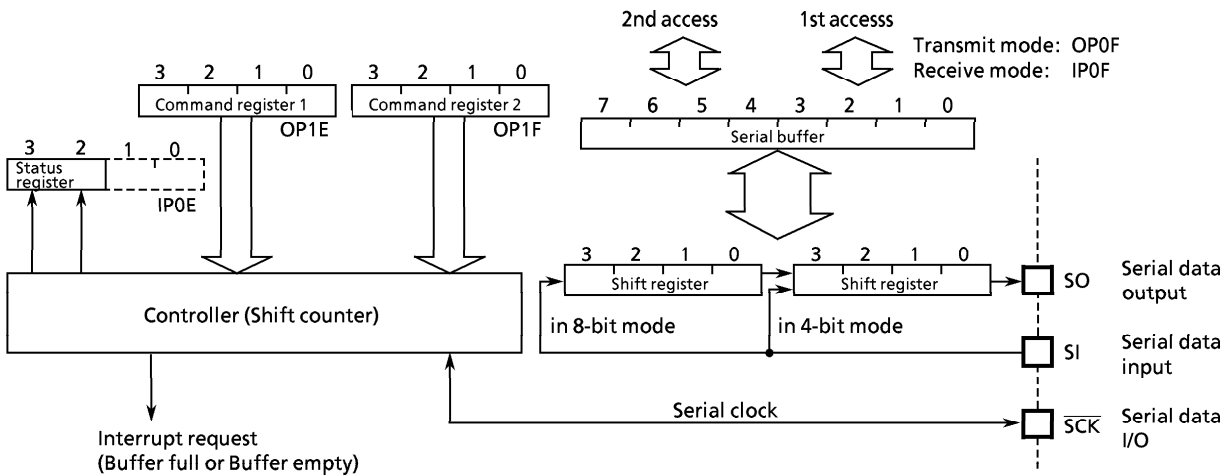 2nd access
1st accesss
Transmit mode: OP0F
Receive mode: IP0F
3 2 1 0
Command register 1
OP1E
3 2 1 0
Command register 2
OP1F
7 6 5 4 3 2 1 0
Serial buffer
3 2 1 0
Status
register
IP0E
3 2 1 0
Shift register
3 2 1 0
Shift register
SO
Serial data
output
Controller (Shift counter)
in 8-bit mode
in 4-bit mode
SI
Serial data
input
Serial clock
SCK
Serial data
I/O
Interrupt request
(Buffer full or Buffer empty)